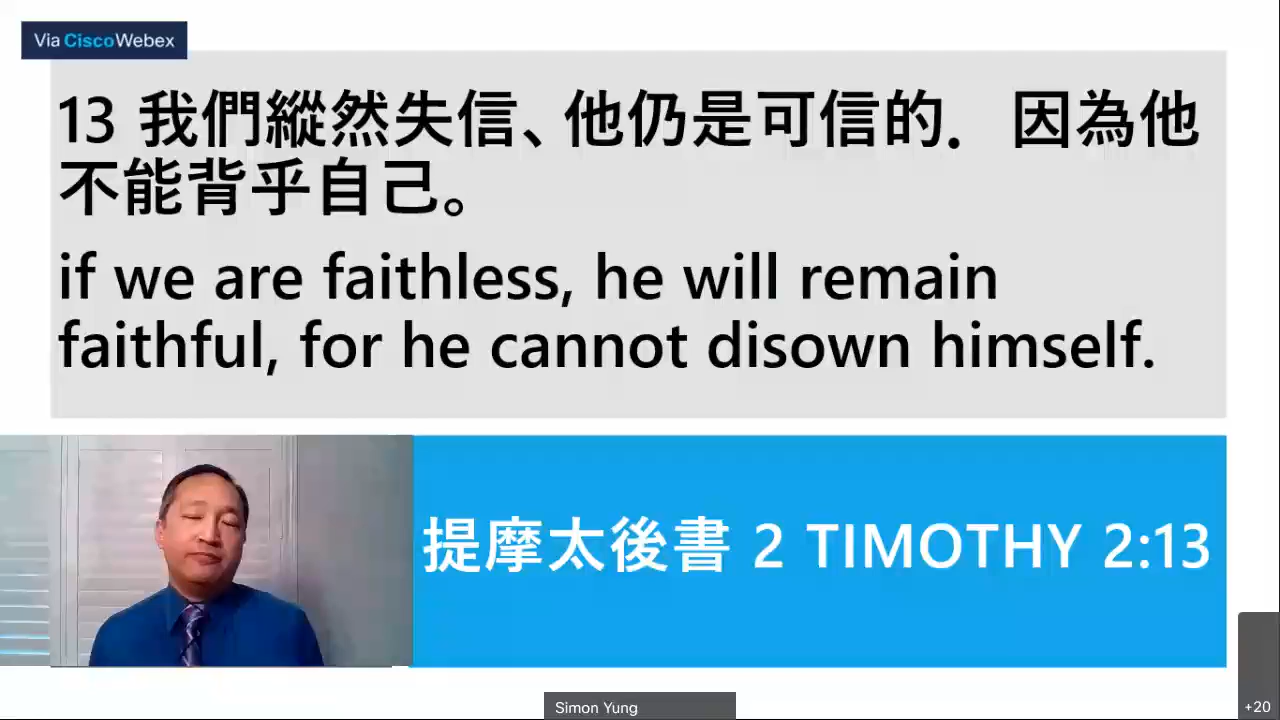 Via CiscoWebex
13 我們縱然失信、他仍是可信的． 因為他
不能背乎自己。
if we are faithless, he will remain
faithful, for he cannot disown himself.
提摩太後書 2 TIMOTHY 2:13
Simon Yung
+20